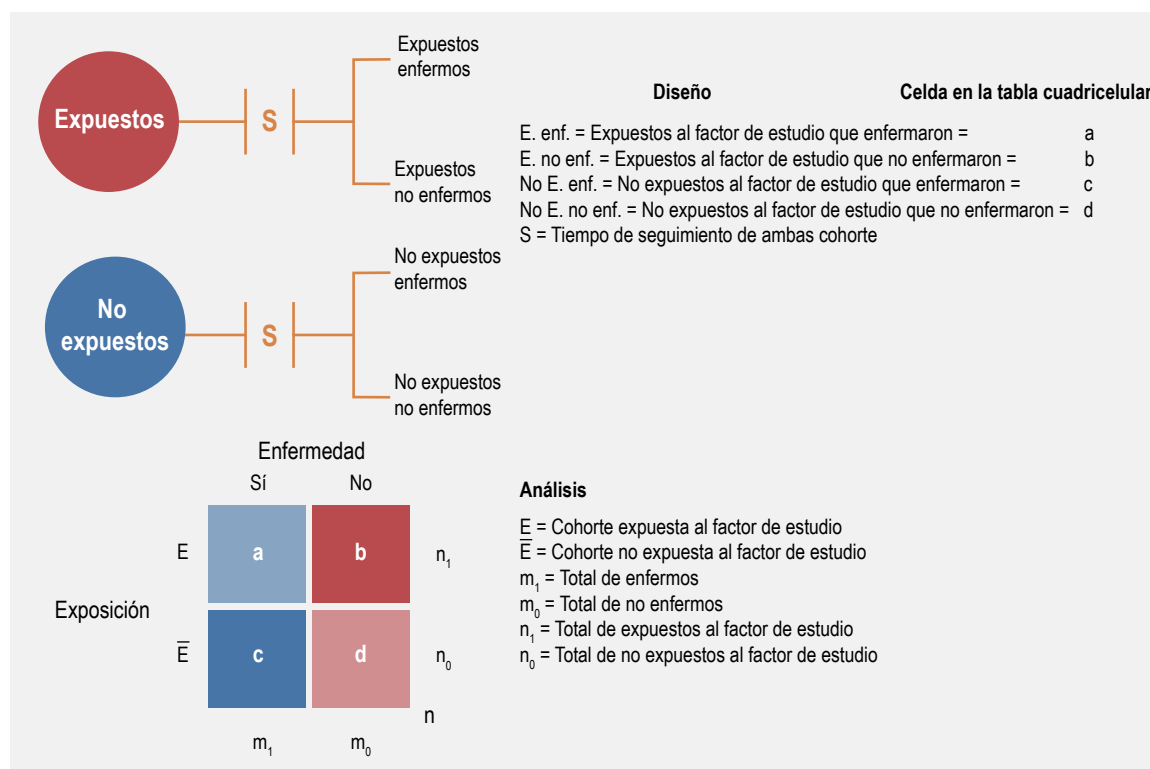 Expuestos
S
Expuestos
enfermos
Expuestos
no enfermos
No
expuestos
S
No expuestos
enfermos
No expuestos
no enfermos
Diseño Celda en la tabla cuadricelular
E. enf. = Expuestos al factor de estudio que enfermaron = a
E. no enf. = Expuestos al factor de estudio que no enfermaron = b
No E. enf. = No expuestos al factor de estudio que enfermaron = c
No E. no enf. = No expuestos al factor de estudio que no enfermaron = d
S = Tiempo de seguimiento de ambas cohorte
Enfermedad
Sí No
E a b n₁
Exposición
E̅ c d n₀
n
m₁ m₀
Análisis
E = Cohorte expuesta al factor de estudio
E̅ = Cohorte no expuesta al factor de estudio
m₁ = Total de enfermos
m₀ = Total de no enfermos
n₁ = Total de expuestos al factor de estudio
n₀ = Total de no expuestos al factor de estudio